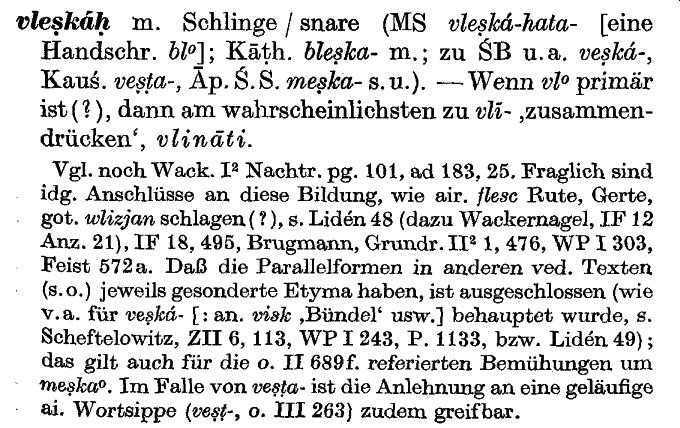 vleṣkáḥ m. Schlinge / snare (MS vleṣká-hata- [eine
Handschr. bl⁰]; Kāṭh. bleṣka- m.; zu ŚB u. a. veṣká-,
Kauś. veṣṭa-, Āp. Ś. S. meṣka- s. u.). — Wenn vl⁰ primär
ist (?), dann am wahrscheinlichsten zu vlī- ‚zusammen-
drücken‘, vlināti.
Vgl. noch Wack. I² Nachtr. pg. 101, ad 183, 25. Fraglich sind
idg. Anschlüsse an diese Bildung, wie air. flesc Rute, Gerte,
got. wlizjan schlagen (?), s. Lidén 48 (dazu Wackernagel, IF 12
Anz. 21), IF 18, 495, Brugmann, Grundr. II² 1, 476, WP I 303,
Feist 572a. Daß die Parallelformen in anderen ved. Texten
(s. o.) jeweils gesonderte Etyma haben, ist ausgeschlossen (wie
v. a. für veṣká- [: an. visk ‚Bündel‘ usw.] behauptet wurde, s.
Scheftelowitz, ZII 6, 113, WP I 243, P. 1133, bzw. Lidén 49);
das gilt auch für die o. II 689 f. referierten Bemühungen um
meṣka⁰. Im Falle von veṣṭa- ist die Anlehnung an eine geläufige
ai. Wortsippe (veṣṭ-, o. III 263) zudem greifbar.